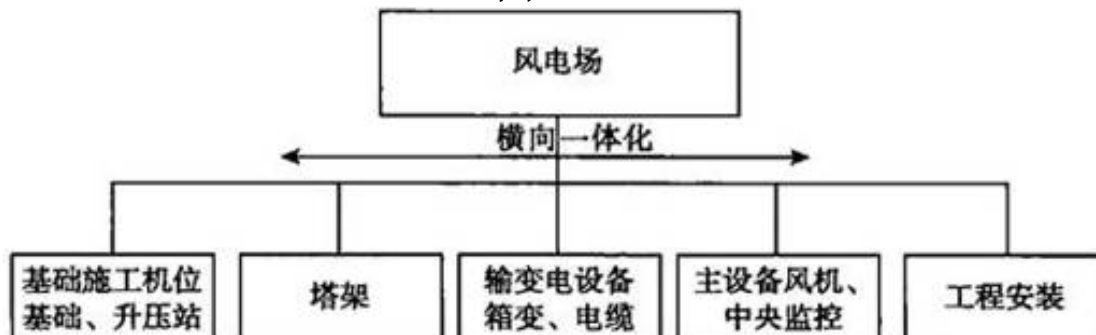 风电场
横向一体化
基础施工机位
基础、升压站
塔架
输变电设备
箱变、电缆
主设备风机、
中央监控
工程安装